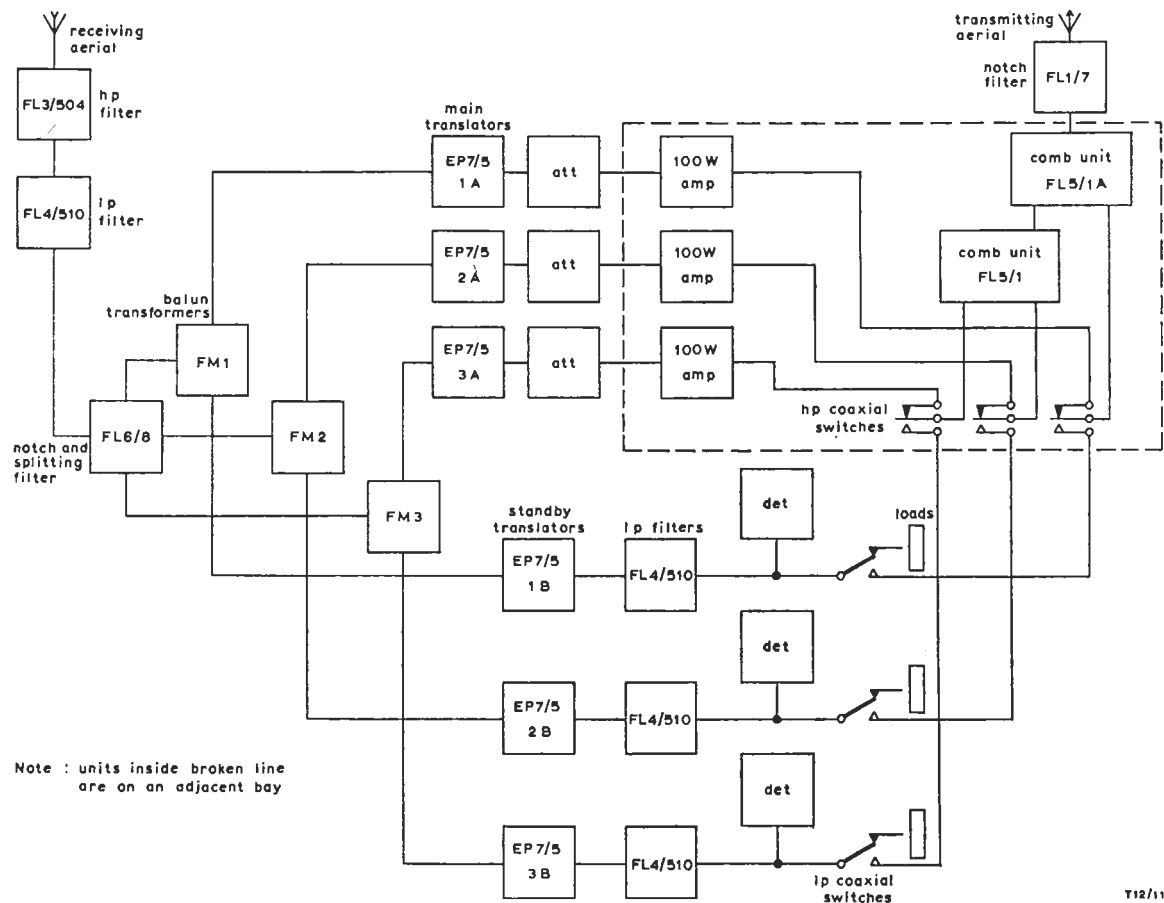 receiving
aerial
FL3/504
hp
filter
FL4/510
lp
filter
transmitting
aerial
notch
filter
FL1/7
main
translators
EP7/5
1A
att
100W
amp
comb unit
FL5/1A
EP7/5
2A
att
100W
amp
comb unit
FL5/1
balun
transformers
FM1
EP7/5
3A
att
100W
amp
hp coaxial
switches
FL6/8
notch and
splitting
filter
FM2
FM3
standby
translators
lp filters
det
loads
EP7/5
1B
FL4/510
det
EP7/5
2B
FL4/510
Note : units inside broken line
are on an adjacent bay
det
EP7/5
3B
FL4/510
lp coaxial
switches
T12/11